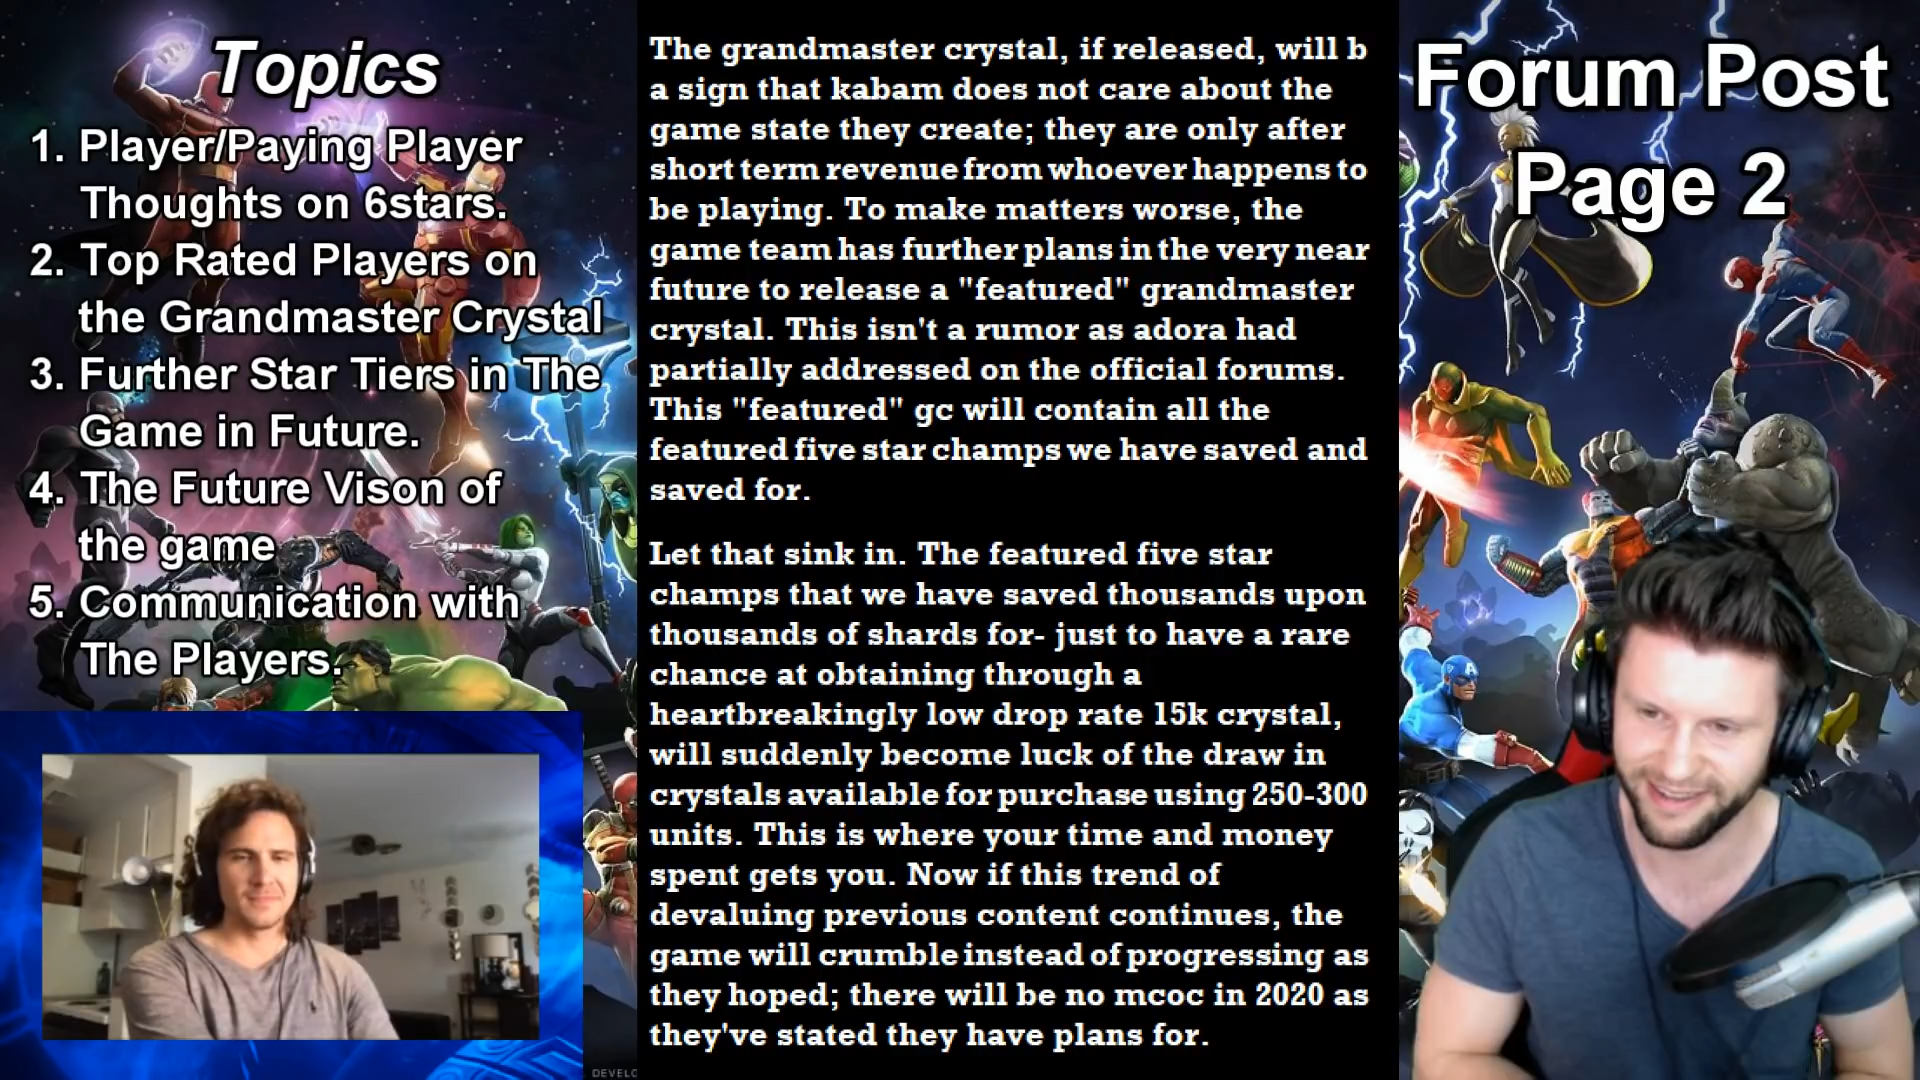 Topics
1. Player/Paying Player
Thoughts on 6stars.
2. Top Rated Players on
the Grandmaster Crystal
3. Further Star Tiers in The
Game in Future.
4. The Future Vison of
the game
5. Communication with
The Players.
The grandmaster crystal, if released, will b
a sign that kabam does not care about the
game state they create; they are only after
short term revenue from whoever happens to
be playing. To make matters worse, the
game team has further plans in the very near
future to release a "featured" grandmaster
crystal. This isn't a rumor as adora had
partially addressed on the official forums.
This "featured" gc will contain all the
featured five star champs we have saved and
saved for.
Let that sink in. The featured five star
champs that we have saved thousands upon
thousands of shards for- just to have a rare
chance at obtaining through a
heartbreakingly low drop rate 15k crystal,
will suddenly become luck of the draw in
crystals available for purchase using 250-300
units. This is where your time and money
spent gets you. Now if this trend of
devaluing previous content continues, the
game will crumble instead of progressing as
they hoped; there will be no mcoc in 2020 as
they've stated they have plans for.
DEVELO
Forum Post
Page 2